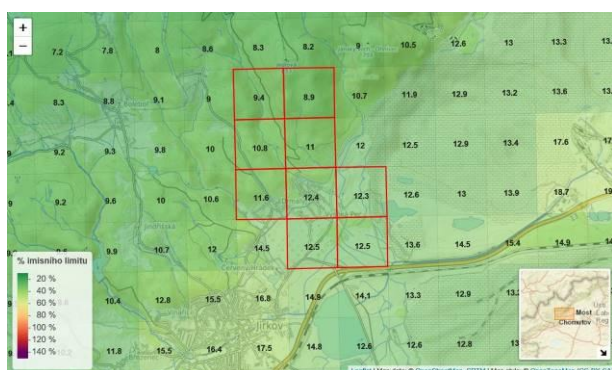 +
−
7.2 7.8 8 8.6 8.3 8.2 9 10.5 12.6 13 13.3
8.3 8.8 9.1 9 9.4 8.9 10.7 11.9 12.9 13.2 13.6
9.2 9.3 9.8 10 10.8 11 12 12.5 12.9 13.4 17.6
9.2 9.6 10 10.6 11.6 12.4 12.3 12.6 13 13.9 18.7
9.9 10.7 12 14.5 12.5 12.5 13.6 14.5 15.4 14.9
% imisního limitu
20 %
40 %
60 %
80 %
100 %
120 %
140 %
10.4 12.8 15.5 16.8 14.9 14.1 13.3 12.9
Jirkov
11.8 15.5 16.4 17.5 14.8 12.6 12.6 12.8
Most
Chomutov